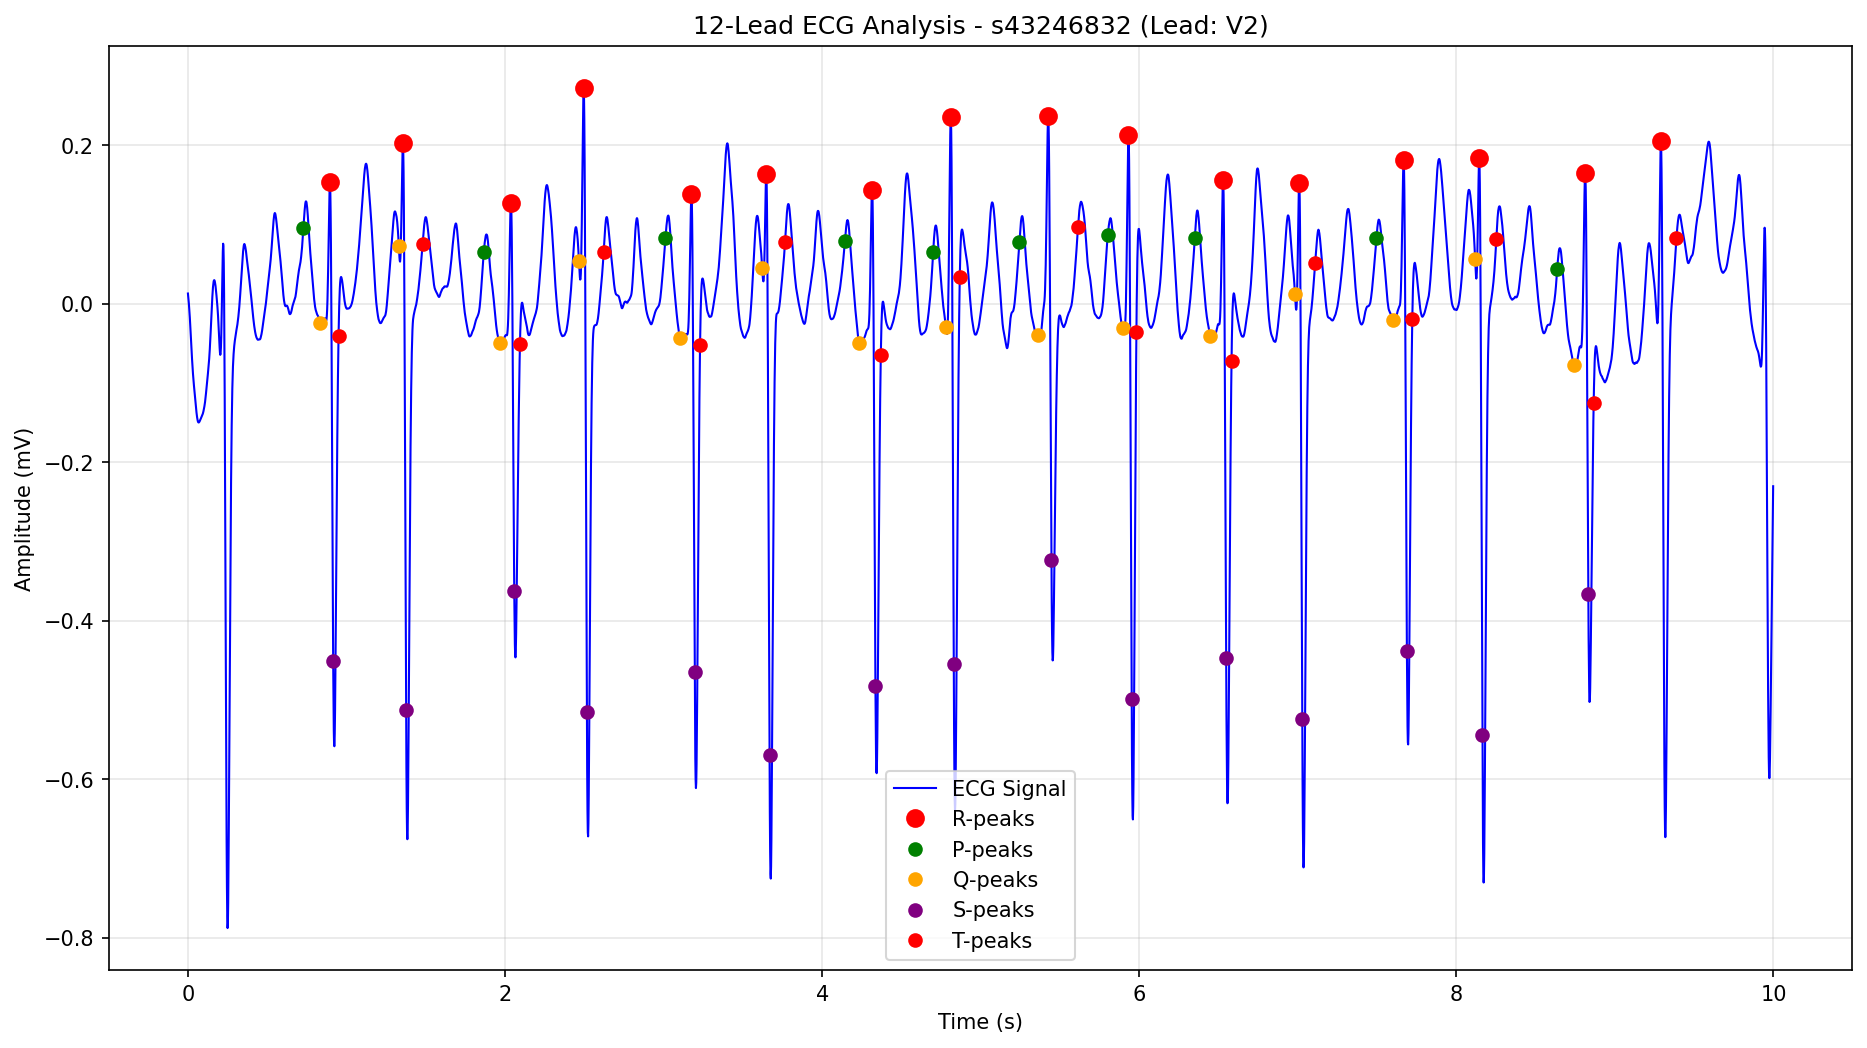 12-Lead ECG Analysis - s43246832 (Lead: V2)
Amplitude (mV)
0.2
0.0
−0.2
−0.4
−0.6
−0.8
ECG Signal
R-peaks
P-peaks
Q-peaks
S-peaks
T-peaks
0 2 4 6 8 10
Time (s)